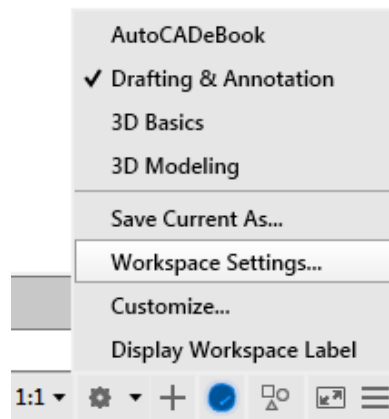 AutoCADeBook
Drafting & Annotation
3D Basics
3D Modeling
Save Current As...
Workspace Settings...
Customize...
Display Workspace Label
1:1